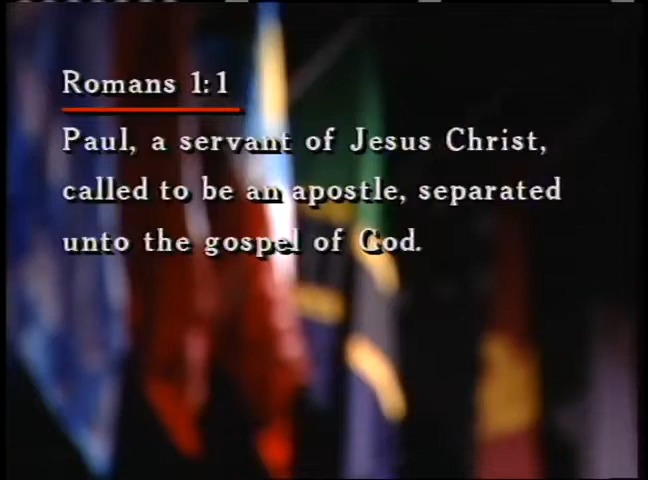 Romans 1:1
Paul, a servant of Jesus Christ,
called to be an apostle, separated
unto the gospel of God.